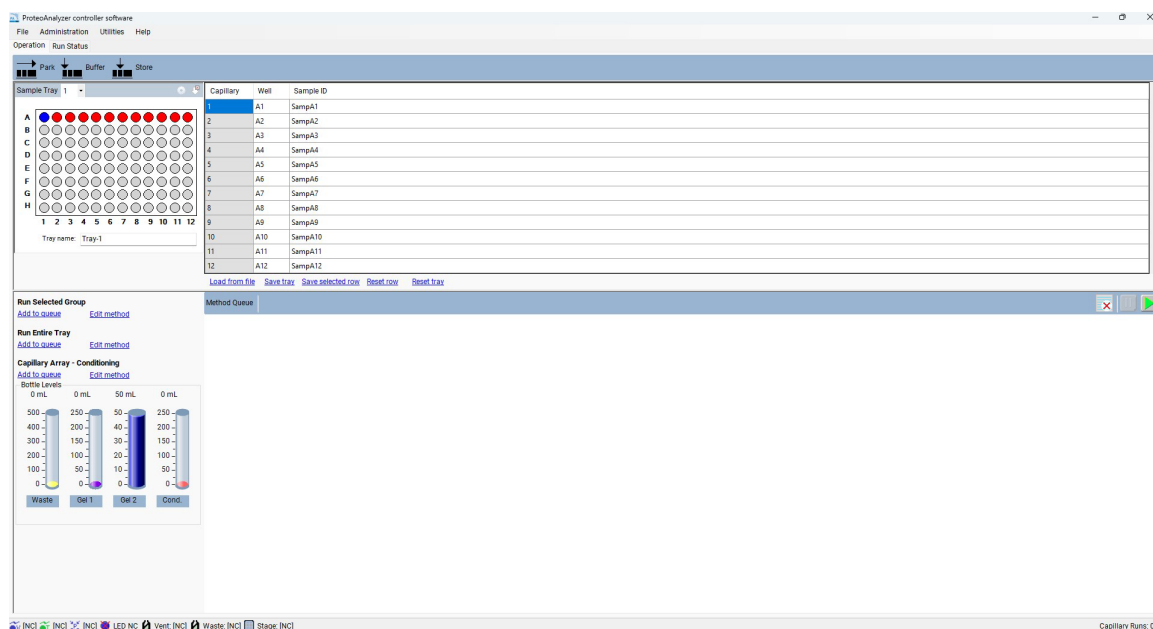 ProteoAnalyzer controller software
File Administration Utilities Help
Operation Run Status
Park Buffer Store
Sample Tray 1
A
B
C
D
E
F
G
H
1 2 3 4 5 6 7 8 9 10 11 12
Tray name: Tray-1
Capillary Well Sample ID
1 A1 SampA1
2 A2 SampA2
3 A3 SampA3
4 A4 SampA4
5 A5 SampA5
6 A6 SampA6
7 A7 SampA7
8 A8 SampA8
9 A9 SampA9
10 A10 SampA10
11 A11 SampA11
12 A12 SampA12
Load from file Save tray Save selected row Reset row Reset tray
Run Selected Group
Add to queue Edit method
Run Entire Tray
Add to queue Edit method
Capillary Array - Conditioning
Add to queue Edit method
Bottle Levels
0 mL 0 mL 50 mL 0 mL
500 250 50 250
400 200 40 200
300 150 30 150
200 100 20 100
100 50 10 50
0 0 0 0
Waste Gel 1 Gel 2 Cond.
Method Queue
[NC] [NC] [NC] LED NC Vent: [NC] Waste: [NC] Stage: [NC]
Capillary Runs: 0